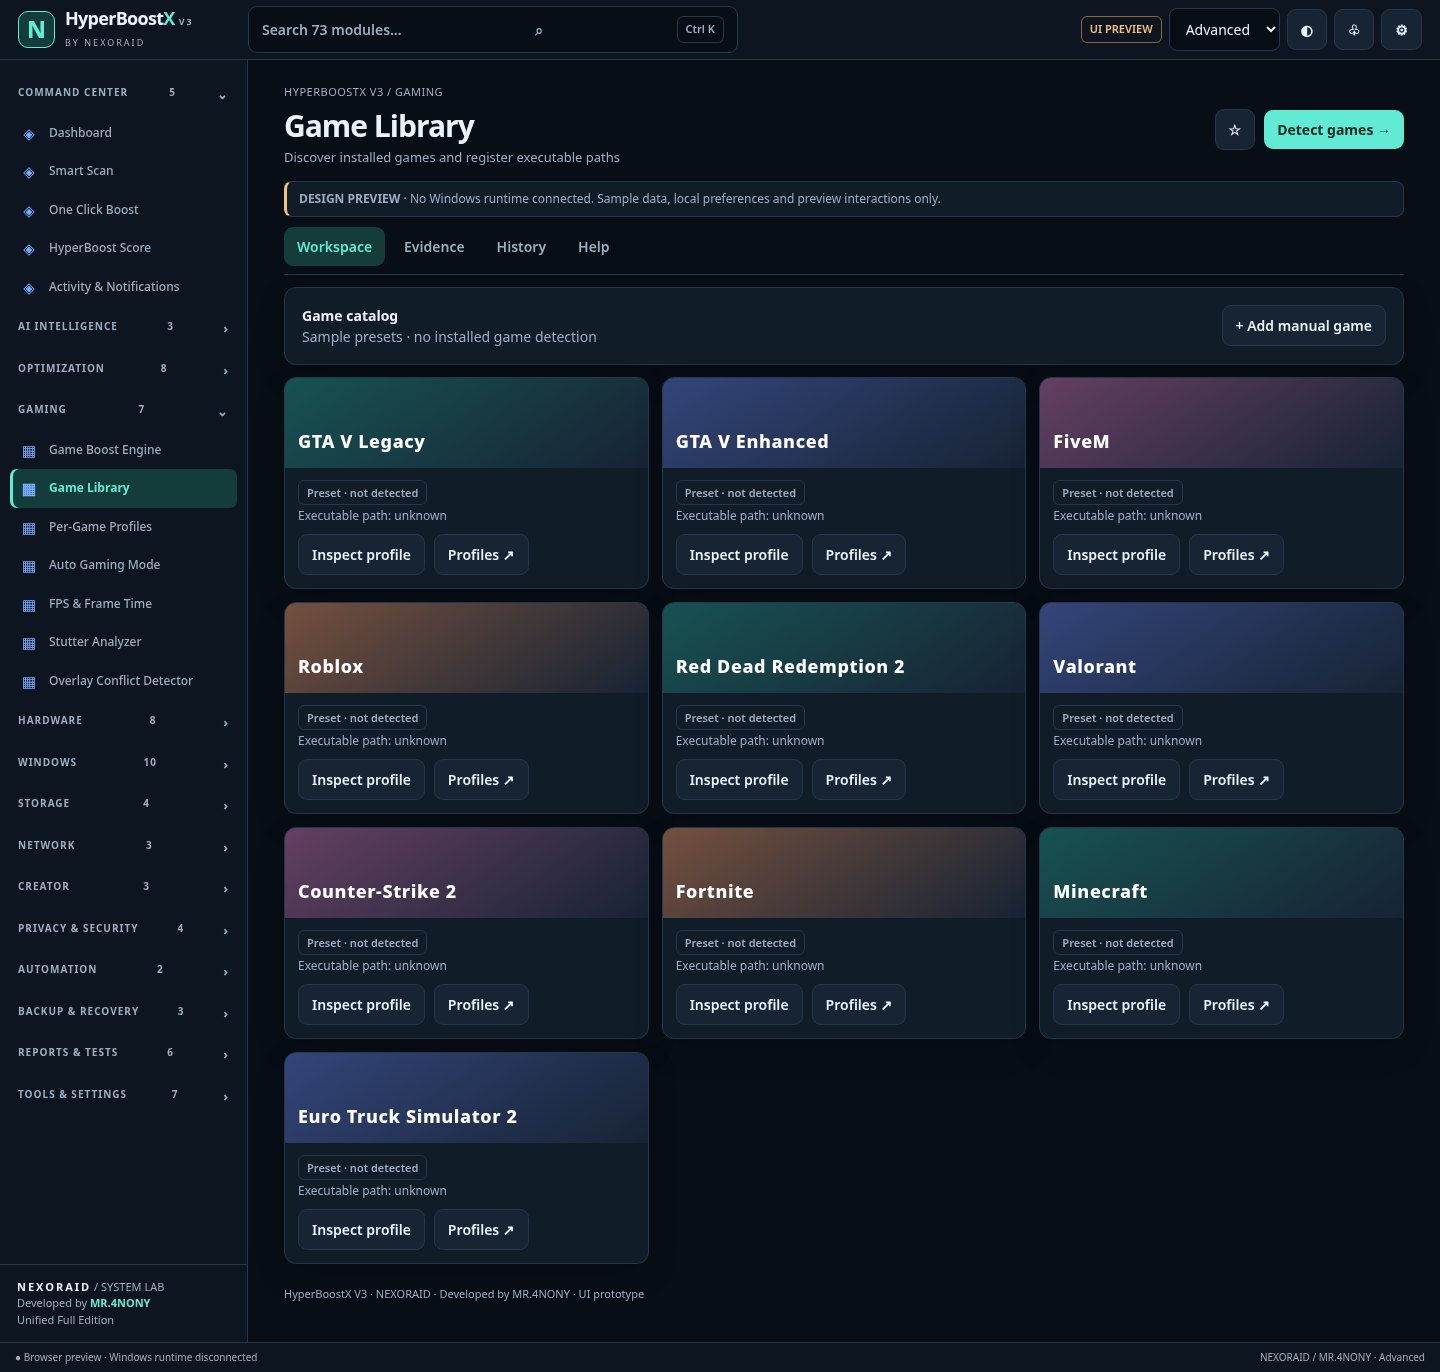 N
HyperBoostX V3
BY NEXORAID
Search 73 modules...
Ctrl K
UI PREVIEW
Advanced
COMMAND CENTER 5
Dashboard
Smart Scan
One Click Boost
HyperBoost Score
Activity & Notifications
AI INTELLIGENCE 3
OPTIMIZATION 8
GAMING 7
Game Boost Engine
Game Library
Per-Game Profiles
Auto Gaming Mode
FPS & Frame Time
Stutter Analyzer
Overlay Conflict Detector
HARDWARE 8
WINDOWS 10
STORAGE 4
NETWORK 3
CREATOR 3
PRIVACY & SECURITY 4
AUTOMATION 2
BACKUP & RECOVERY 3
REPORTS & TESTS 6
TOOLS & SETTINGS 7
NEXORAID / SYSTEM LAB
Developed by MR.4NONY
Unified Full Edition
HYPERBOOSTX V3 / GAMING
Game Library
Discover installed games and register executable paths
☆
Detect games →
DESIGN PREVIEW · No Windows runtime connected. Sample data, local preferences and preview interactions only.
Workspace Evidence History Help
Game catalog
Sample presets · no installed game detection
+ Add manual game
GTA V Legacy
Preset · not detected
Executable path: unknown
Inspect profile Profiles ↗
GTA V Enhanced
Preset · not detected
Executable path: unknown
Inspect profile Profiles ↗
FiveM
Preset · not detected
Executable path: unknown
Inspect profile Profiles ↗
Roblox
Preset · not detected
Executable path: unknown
Inspect profile Profiles ↗
Red Dead Redemption 2
Preset · not detected
Executable path: unknown
Inspect profile Profiles ↗
Valorant
Preset · not detected
Executable path: unknown
Inspect profile Profiles ↗
Counter-Strike 2
Preset · not detected
Executable path: unknown
Inspect profile Profiles ↗
Fortnite
Preset · not detected
Executable path: unknown
Inspect profile Profiles ↗
Minecraft
Preset · not detected
Executable path: unknown
Inspect profile Profiles ↗
Euro Truck Simulator 2
Preset · not detected
Executable path: unknown
Inspect profile Profiles ↗
HyperBoostX V3 · NEXORAID · Developed by MR.4NONY · UI prototype
● Browser preview · Windows runtime disconnected
NEXORAID / MR.4NONY · Advanced